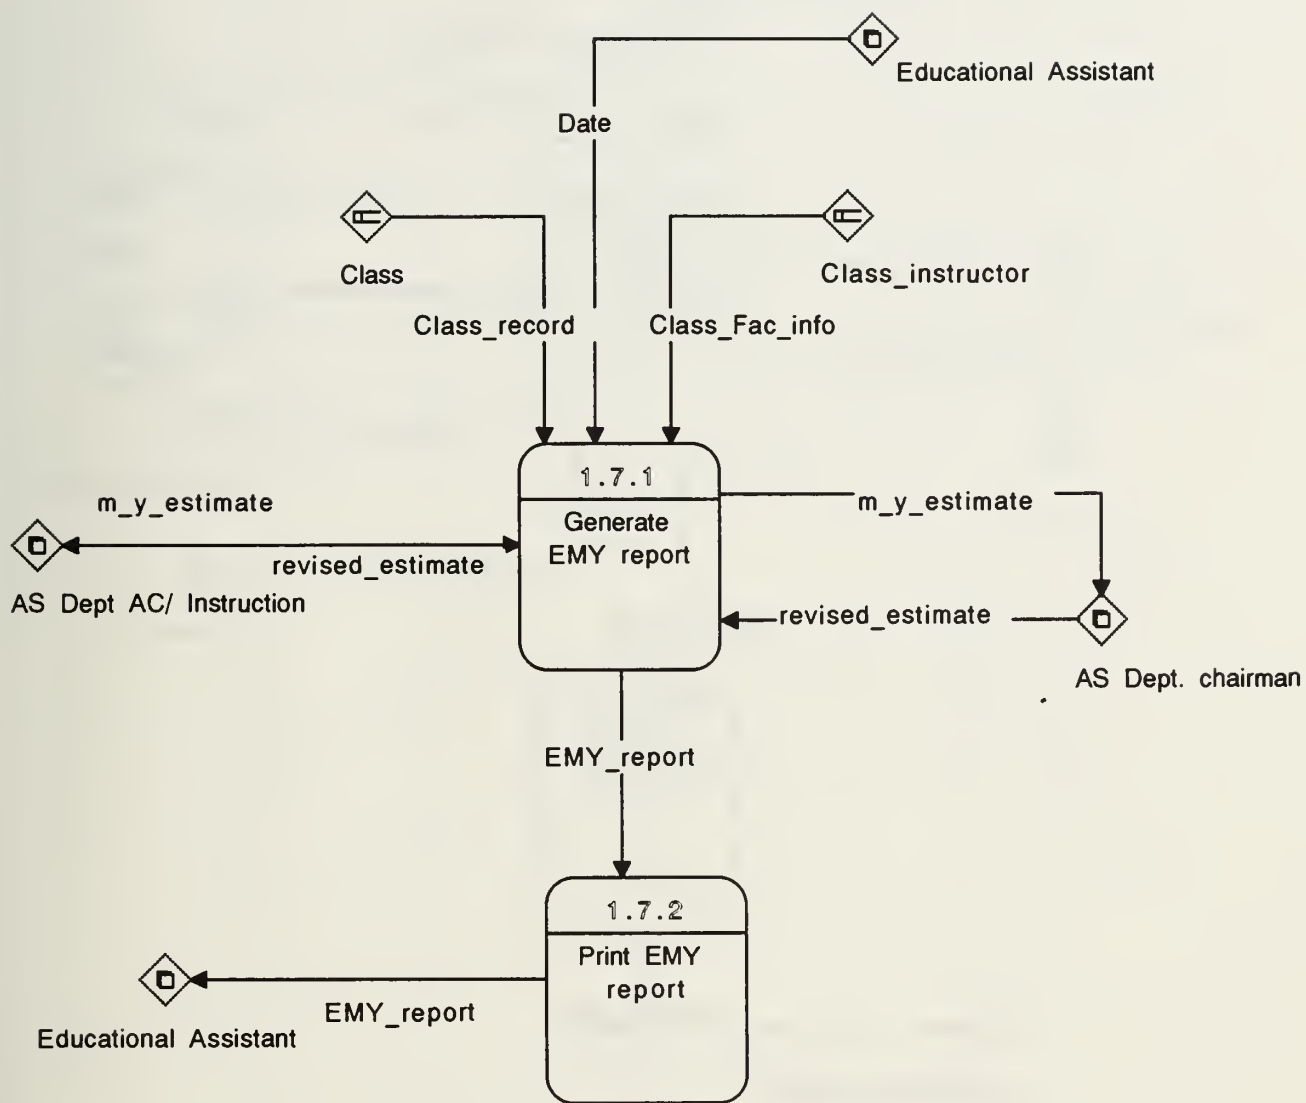 Educational Assistant
Date
Class
Class_instructor
Class_record
Class_Fac_info
1.7.1
Generate
EMY report
m_y_estimate
revised_estimate
AS Dept AC/ Instruction
m_y_estimate
revised_estimate
AS Dept. chairman
EMY_report
1.7.2
Print EMY
report
EMY_report
Educational Assistant